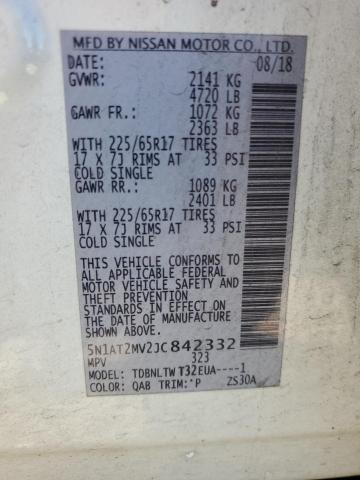 MFD BY NISSAN MOTOR CO., LTD.
DATE: 08/18
GVWR: 2141 KG
4720 LB
GAWR FR.: 1072 KG
2363 LB
WITH 225/65R17 TIRES
17 X 7J RIMS AT 33 PSI
COLD SINGLE
GAWR RR.: 1089 KG
2401 LB
WITH 225/65R17 TIRES
17 X 7J RIMS AT 33 PSI
COLD SINGLE
THIS VEHICLE CONFORMS TO
ALL APPLICABLE FEDERAL
MOTOR VEHICLE SAFETY AND
THEFT PREVENTION
STANDARDS IN EFFECT ON
THE DATE OF MANUFACTURE
SHOWN ABOVE.
5N1AT2MV2JC842332
MPV 323
MODEL: TDBNLTWT32EUA----1
COLOR: QAB TRIM:*P ZS30A